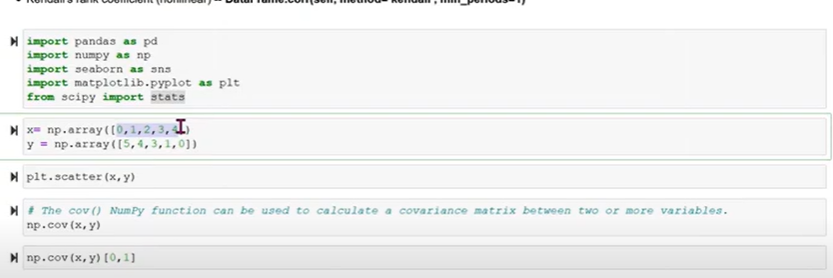 Kendall's rank coefficient (nonlinear) -- DataFrame.corr(self, method='kendall', min_periods=1)
import pandas as pd
import numpy as np
import seaborn as sns
import matplotlib.pyplot as plt
from scipy import stats
x= np.array([0,1,2,3,4])
y = np.array([5,4,3,1,0])
plt.scatter(x,y)
# The cov() NumPy function can be used to calculate a covariance matrix between two or more variables.
np.cov(x,y)
np.cov(x,y)[0,1]